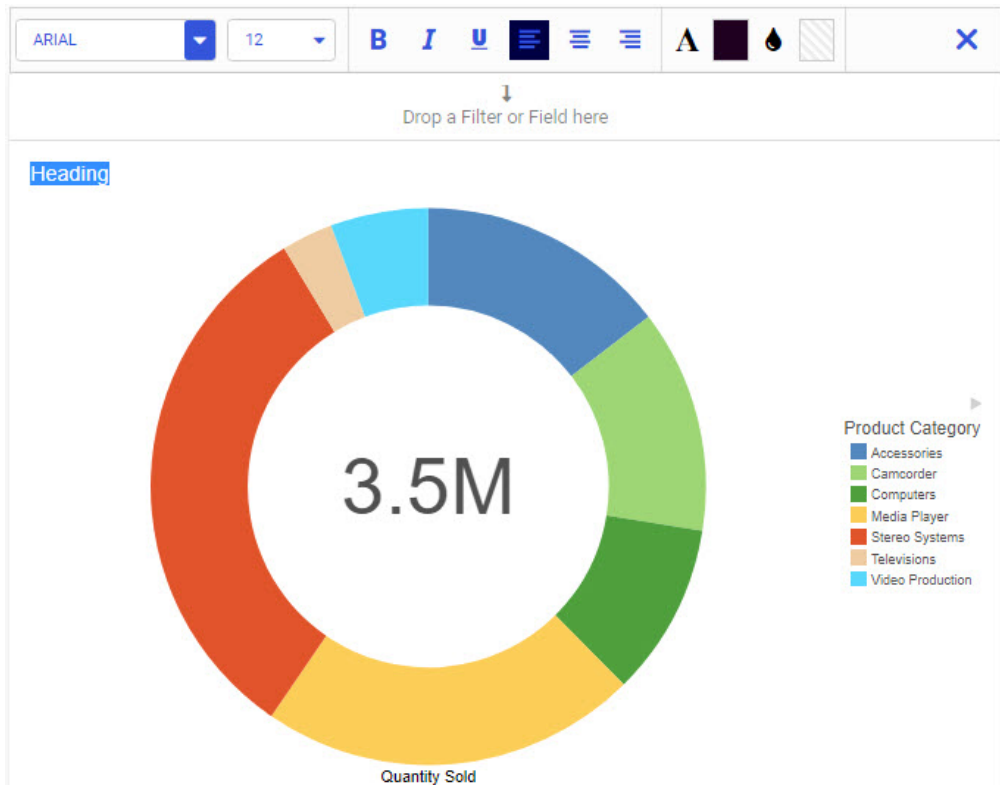 ARIAL 12 B I U A
Drop a Filter or Field here
Heading
3.5M
Product Category
Accessories
Camcorder
Computers
Media Player
Stereo Systems
Televisions
Video Production
Quantity Sold